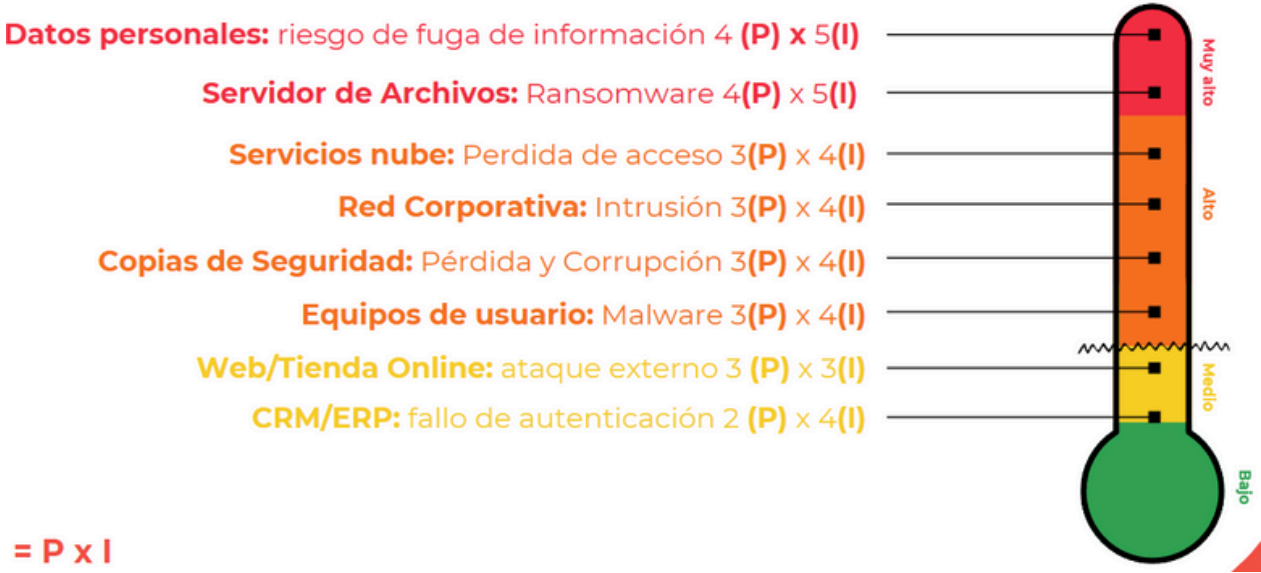 Datos personales: riesgo de fuga de información 4 (P) x 5(I)
Servidor de Archivos: Ransomware 4(P) x 5(I)
Servicios nube: Perdida de acceso 3(P) x 4(I)
Red Corporativa: Intrusión 3(P) x 4(I)
Copias de Seguridad: Pérdida y Corrupción 3(P) x 4(I)
Equipos de usuario: Malware 3(P) x 4(I)
Web/Tienda Online: ataque externo 3 (P) x 3(I)
CRM/ERP: fallo de autenticación 2 (P) x 4(I)
Muy alto
Alto
Medio
Bajo
= P x I